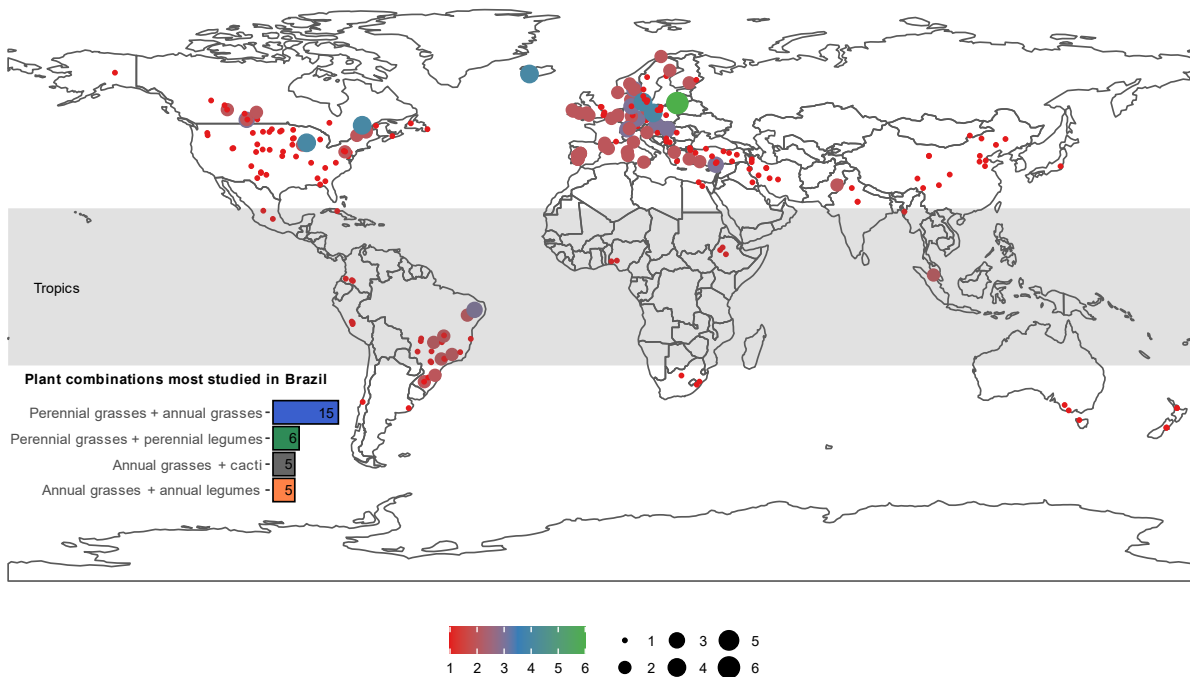 Tropics
Plant combinations most studied in Brazil
Perennial grasses + annual grasses 15
Perennial grasses + perennial legumes 6
Annual grasses + cacti 5
Annual grasses + annual legumes 5
1 3 5
1 2 3 4 5 6 2 4 6